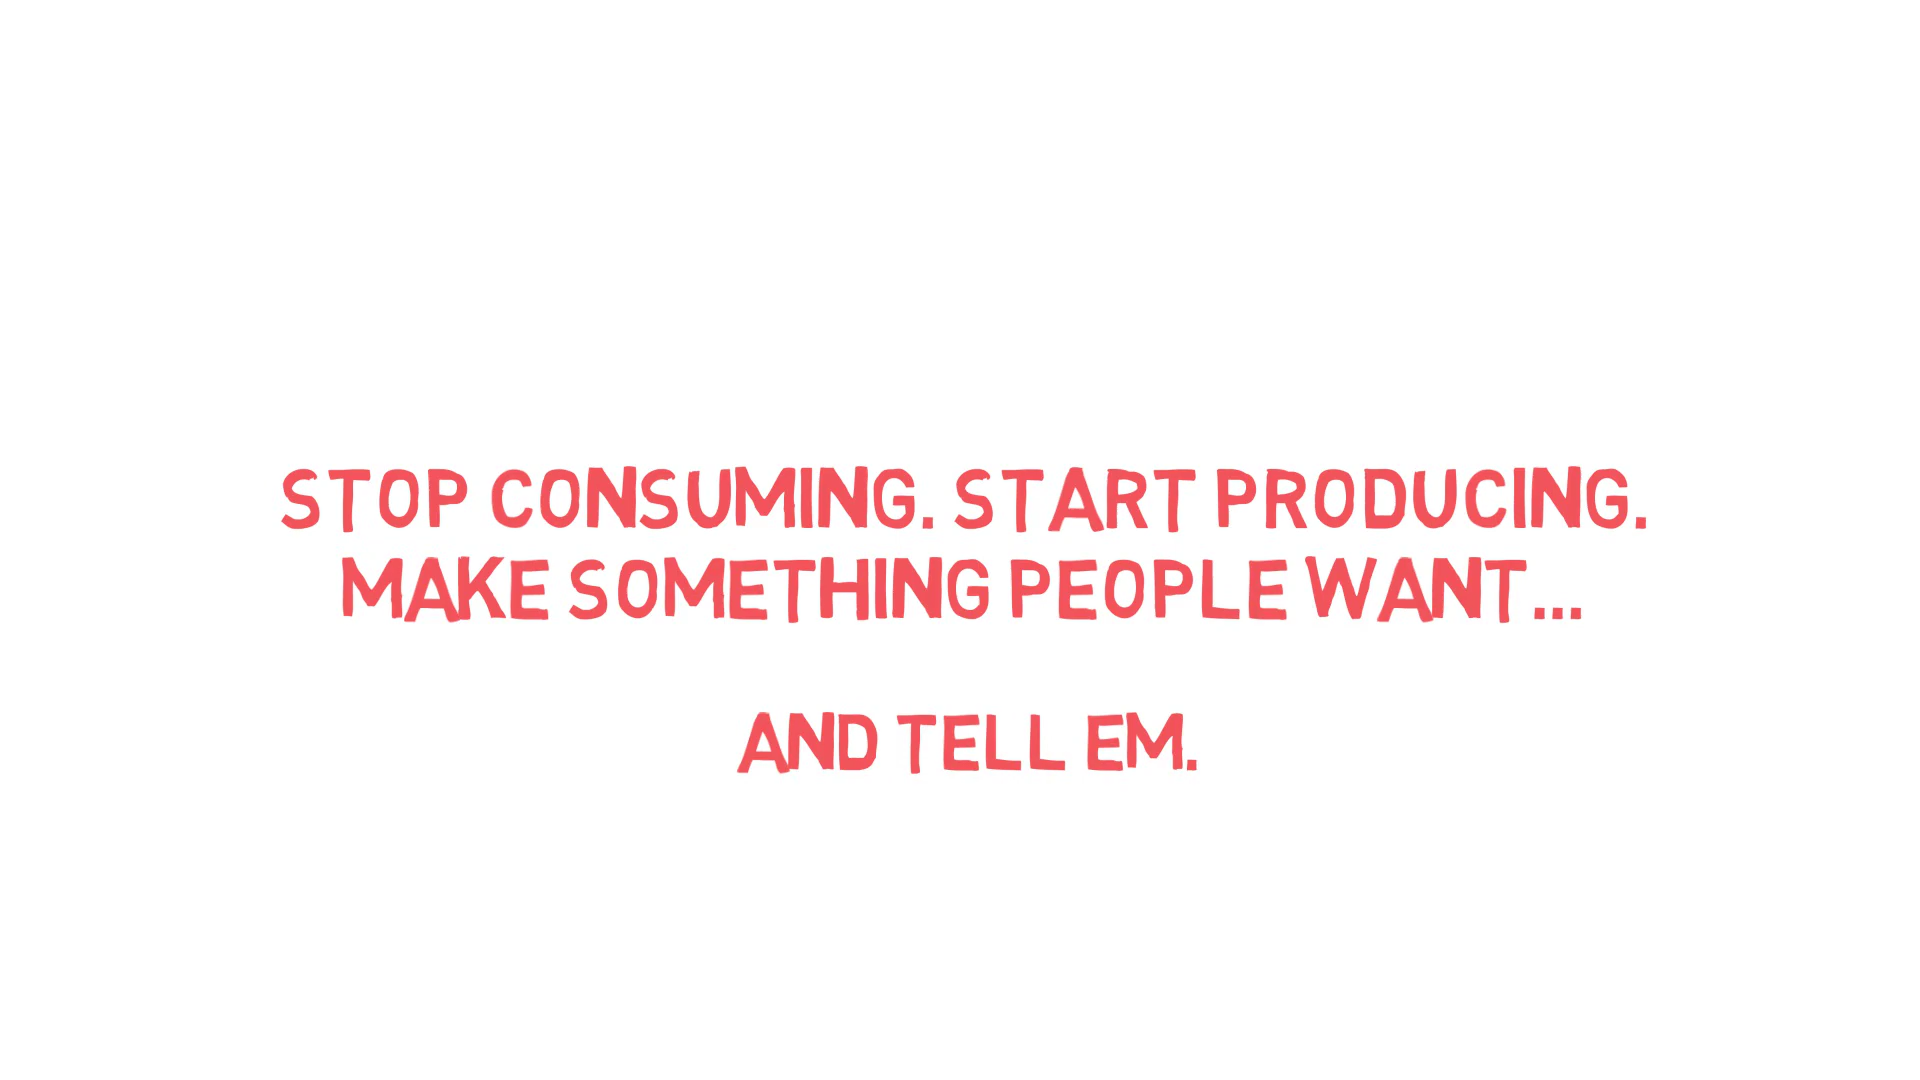 STOP CONSUMING. START PRODUCING.
MAKE SOMETHING PEOPLE WANT...
AND TELL EM.